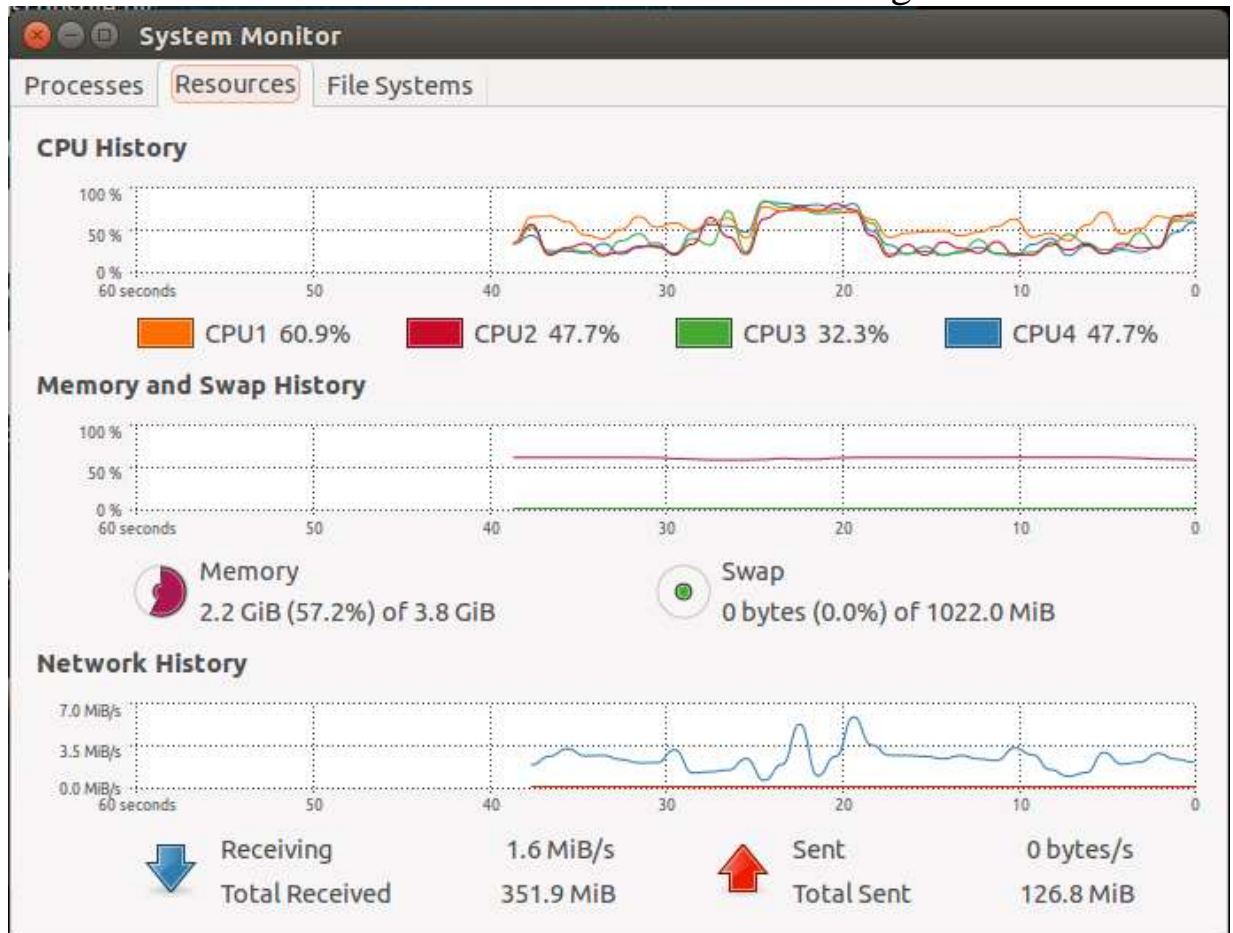 System Monitor
Processes Resources File Systems
CPU History
100 %
50 %
0 %
60 seconds 50 40 30 20 10 0
CPU1 60.9% CPU2 47.7% CPU3 32.3% CPU4 47.7%
Memory and Swap History
100 %
50 %
0 %
60 seconds 50 40 30 20 10 0
Memory Swap
2.2 GiB (57.2%) of 3.8 GiB 0 bytes (0.0%) of 1022.0 MiB
Network History
7.0 MiB/s
3.5 MiB/s
0.0 MiB/s
60 seconds 50 40 30 20 10 0
Receiving 1.6 MiB/s Sent 0 bytes/s
Total Received 351.9 MiB Total Sent 126.8 MiB